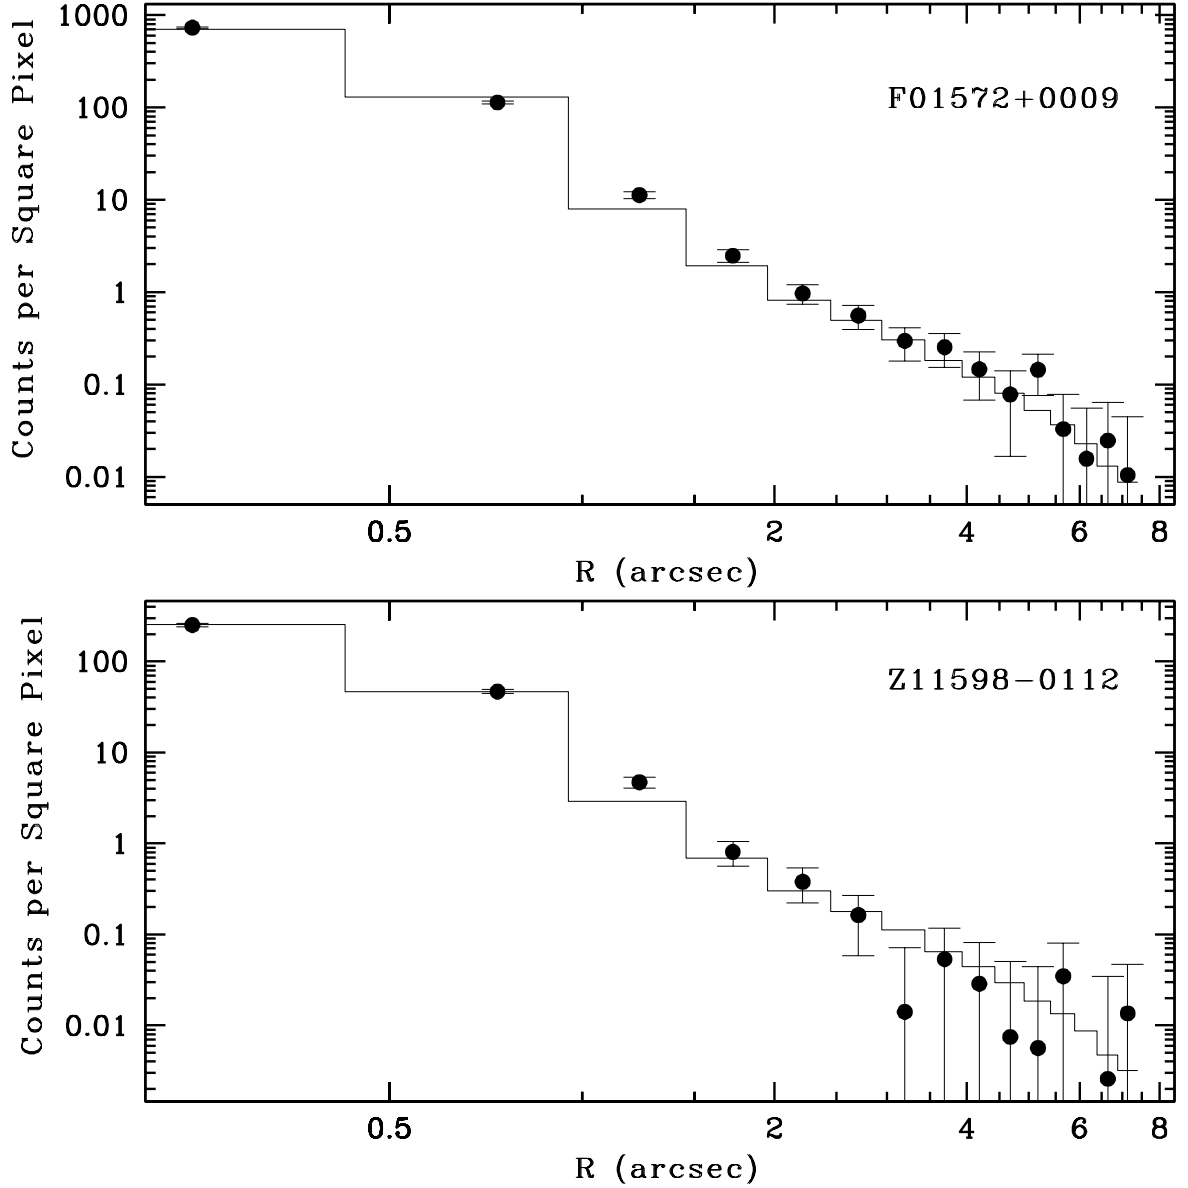 Counts per Square Pixel
1000
100
10
1
0.1
0.01
F01572+0009
0.5 2 4 6 8
R (arcsec)
Counts per Square Pixel
100
10
1
0.1
0.01
Z11598-0112
0.5 2 4 6 8
R (arcsec)